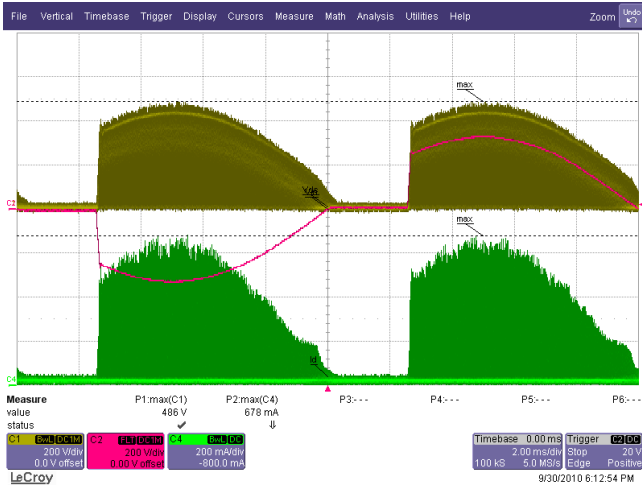 File Vertical Timebase Trigger Display Cursors Measure Math Analysis Utilities Help Zoom Undo
max
C2
Vds
max
Id
C4
Measure P1:max(C1) P2:max(C4) P3:- - - P4:- - - P5:- - - P6:- - -
value 486 V 678 mA
status
C1 BwL DC1M C2 FLT DC1M C4 BwL DC Timebase 0.00 ms Trigger C2 DC
200 V/div 200 V/div 200 mA/div 2.00 ms/div Stop 20 V
0.0 V offset 0.00 V offset -800.0 mA 100 kS 5.0 MS/s Edge Positive
LeCroy 9/30/2010 6:12:54 PM